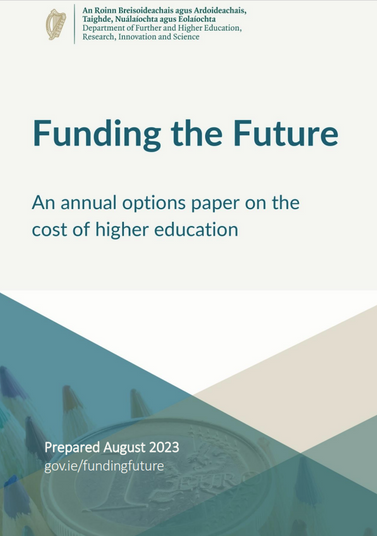 An Roinn Breisoideachais agus Ardoideachais,
Taighde, Nuálaíochta agus Eolaíochta
Department of Further and Higher Education,
Research, Innovation and Science
Funding the Future
An annual options paper on the
cost of higher education
Prepared August 2023
gov.ie/fundingfuture